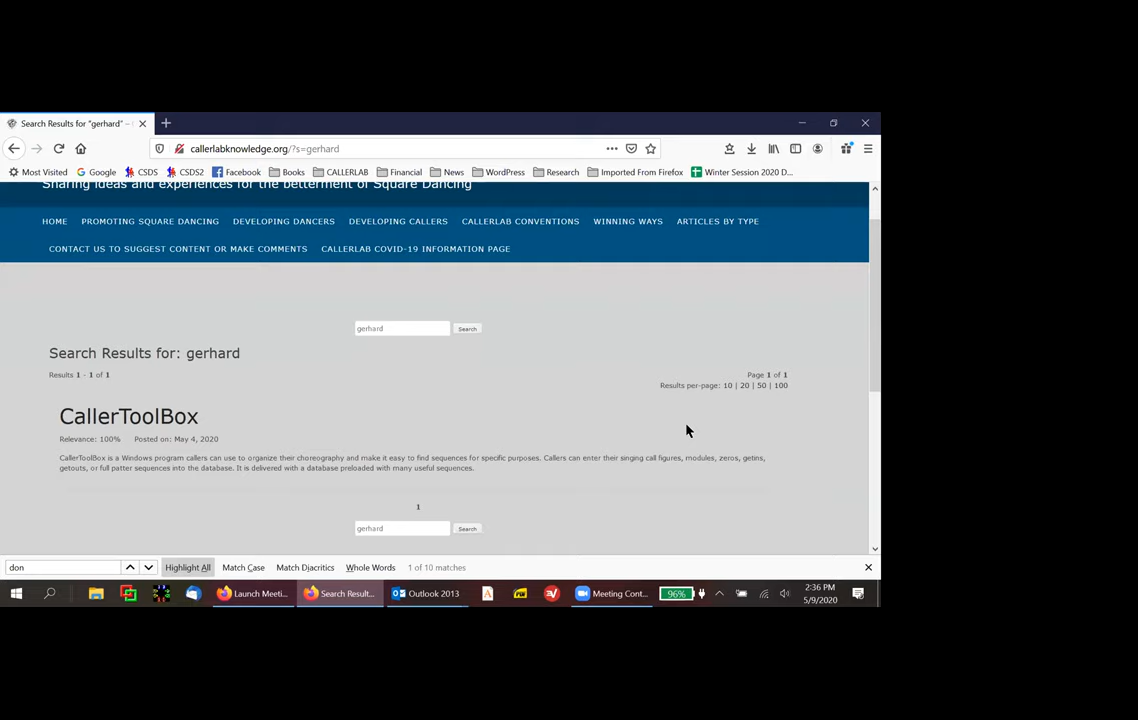 Search Results for "gerhard" –
callerlabknowledge.org/?s=gerhard
Most Visited Google CSDS CSDS2 Facebook Books CALLERLAB Financial News WordPress Research Imported From Firefox Winter Session 2020 D...
Sharing ideas and experiences for the betterment of Square Dancing
HOME PROMOTING SQUARE DANCING DEVELOPING DANCERS DEVELOPING CALLERS CALLERLAB CONVENTIONS WINNING WAYS ARTICLES BY TYPE
CONTACT US TO SUGGEST CONTENT OR MAKE COMMENTS CALLERLAB COVID-19 INFORMATION PAGE
gerhard Search
Search Results for: gerhard
Results 1 - 1 of 1
Page 1 of 1
Results per-page: 10 | 20 | 50 | 100
CallerToolBox
Relevance: 100% Posted on: May 4, 2020
CallerToolBox is a Windows program callers can use to organize their choreography and make it easy to find sequences for specific purposes. Callers can enter their singing call figures, modules, zeros, getins,
getouts, or full patter sequences into the database. It is delivered with a database preloaded with many useful sequences.
1
gerhard Search
don Highlight All Match Case Match Diacritics Whole Words 1 of 10 matches
Launch Meeti... Search Result... Outlook 2013 Meeting Cont... 96% 2:36 PM
5/9/2020